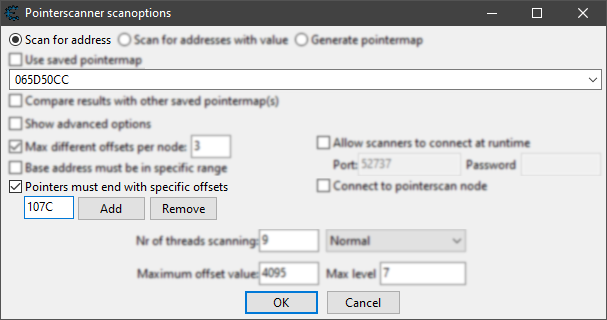 Pointerscanner scanoptions
Scan for address Scan for addresses with value Generate pointermap
Use saved pointermap
065D50CC
Compare results with other saved pointermap(s)
Show advanced options
Max different offsets per node: 3 Allow scanners to connect at runtime
Base address must be in specific range Port: 52737 Password
Pointers must end with specific offsets Connect to pointerscan node
107C Add Remove
Nr of threads scanning: 9 Normal
Maximum offset value: 4095 Max level 7
OK Cancel